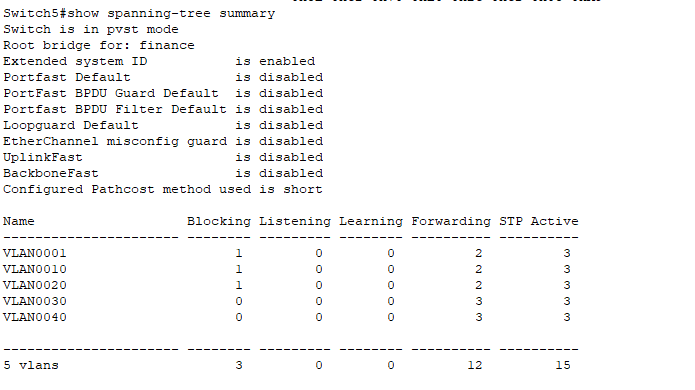 Switch5#show spanning-tree summary
Switch is in pvst mode
Root bridge for: finance
Extended system ID           is enabled
Portfast Default             is disabled
PortFast BPDU Guard Default  is disabled
Portfast BPDU Filter Default is disabled
Loopguard Default            is disabled
EtherChannel misconfig guard is disabled
UplinkFast                   is disabled
BackboneFast                 is disabled
Configured Pathcost method used is short
Name                   Blocking Listening Learning Forwarding STP Active
---------------------- -------- --------- -------- ---------- ----------
VLAN0001                     1         0        0          2          3
VLAN0010                     1         0        0          2          3
VLAN0020                     1         0        0          2          3
VLAN0030                     0         0        0          3          3
VLAN0040                     0         0        0          3          3
---------------------- -------- --------- -------- ---------- ----------
5 vlans                      3         0        0         12         15